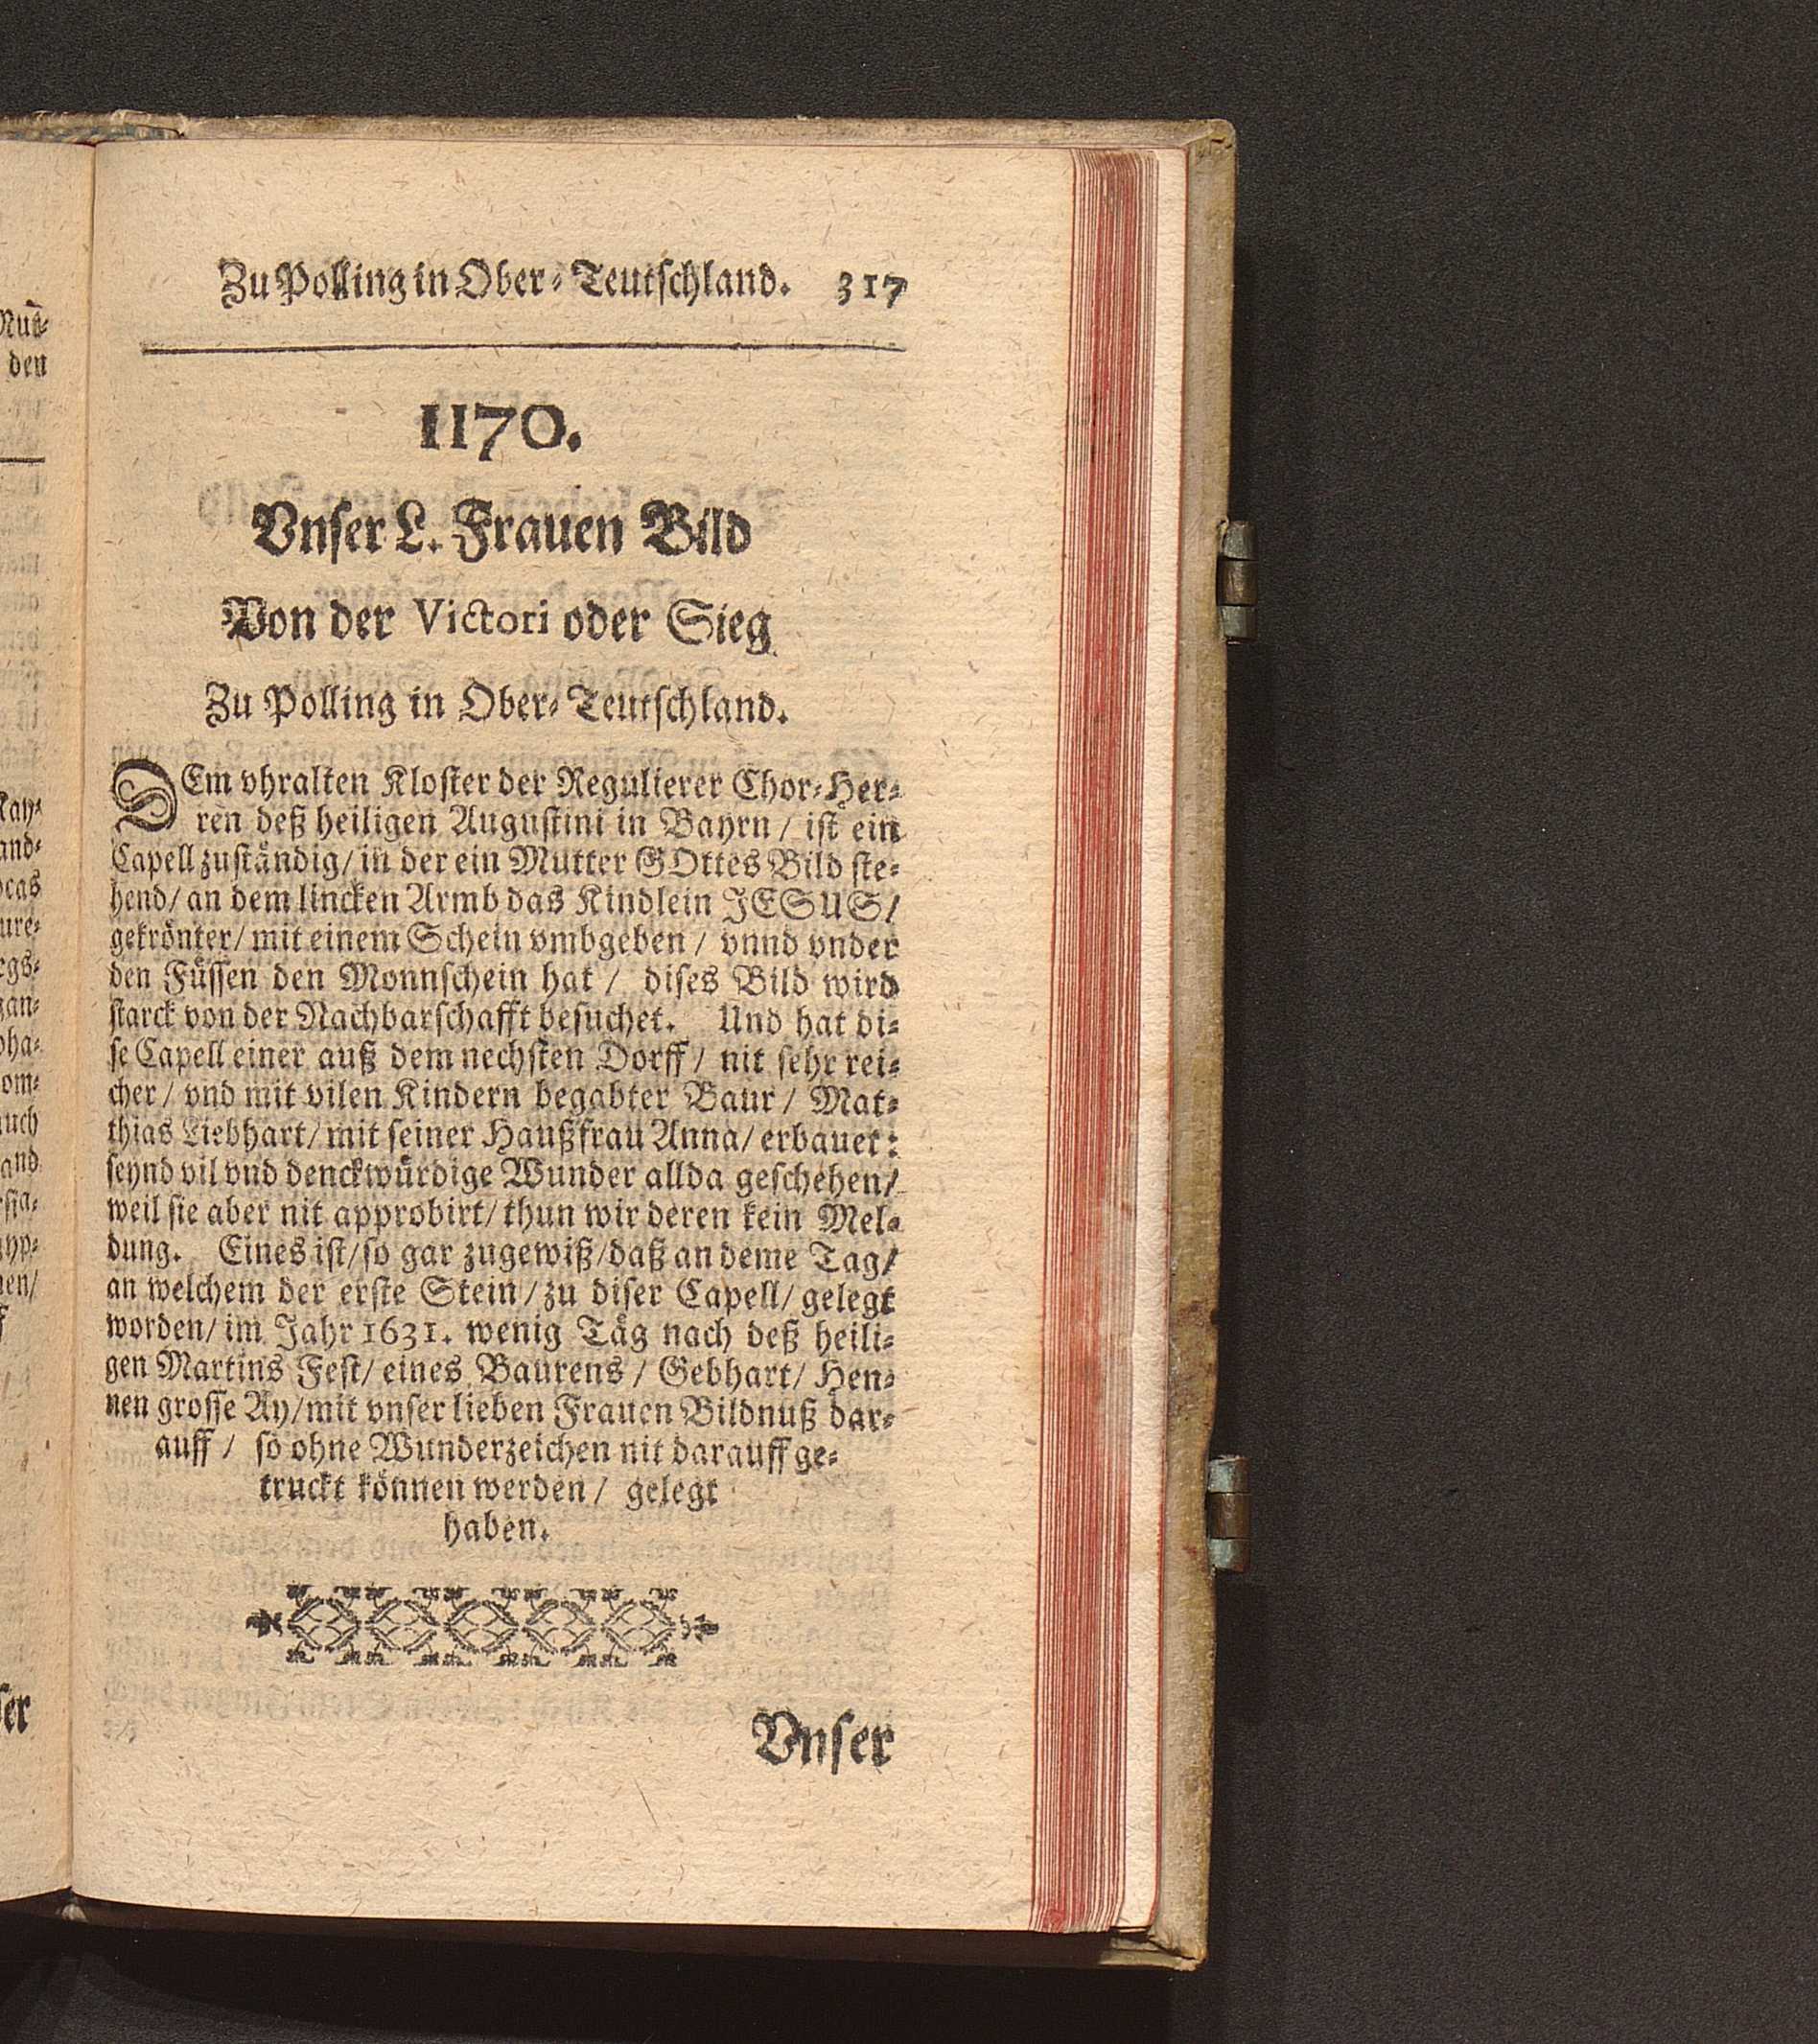 Zu Polling in Ober-Teutschland. 317
1170.
Vnser L. Frauen Bild
Von der Victori oder Sieg
Zu Polling in Ober-Teutschland.
DEm vhralten Kloster der Regulierer Chor-Her-
ren deß heiligen Augustini in Bayrn / ist ein
Capell zuständig / in der ein Mutter GOttes Bild ste-
hend / an dem lincken Armb das Kindlein JESUS /
gekrönter / mit einem Schein vmbgeben / vnnd vnder
den Füssen den Monnschein hat / dises Bild wird
starck von der Nachbarschafft besuchet. Und hat di-
se Capell einer auß dem nechsten Dorff / nit sehr rei-
cher / vnd mit vilen Kindern begabter Baur / Mat-
thias Liebhart / mit seiner Haußfrau Anna / erbauet:
seynd vil vnd denckwürdige Wunder allda geschehen /
weil sie aber nit approbirt / thun wir deren kein Mel-
dung. Eines ist / so gar zugewiß / daß an deme Tag /
an welchem der erste Stein / zu diser Capell / gelegt
worden / im Jahr 1631. wenig Täg nach deß heili-
gen Martins Fest / eines Baurens / Gebhart / Hen-
nen grosse Ay / mit vnser lieben Frauen Bildnuß dar-
auff / so ohne Wunderzeichen nit darauff ge-
truckt können werden / gelegt
haben.
Vnser